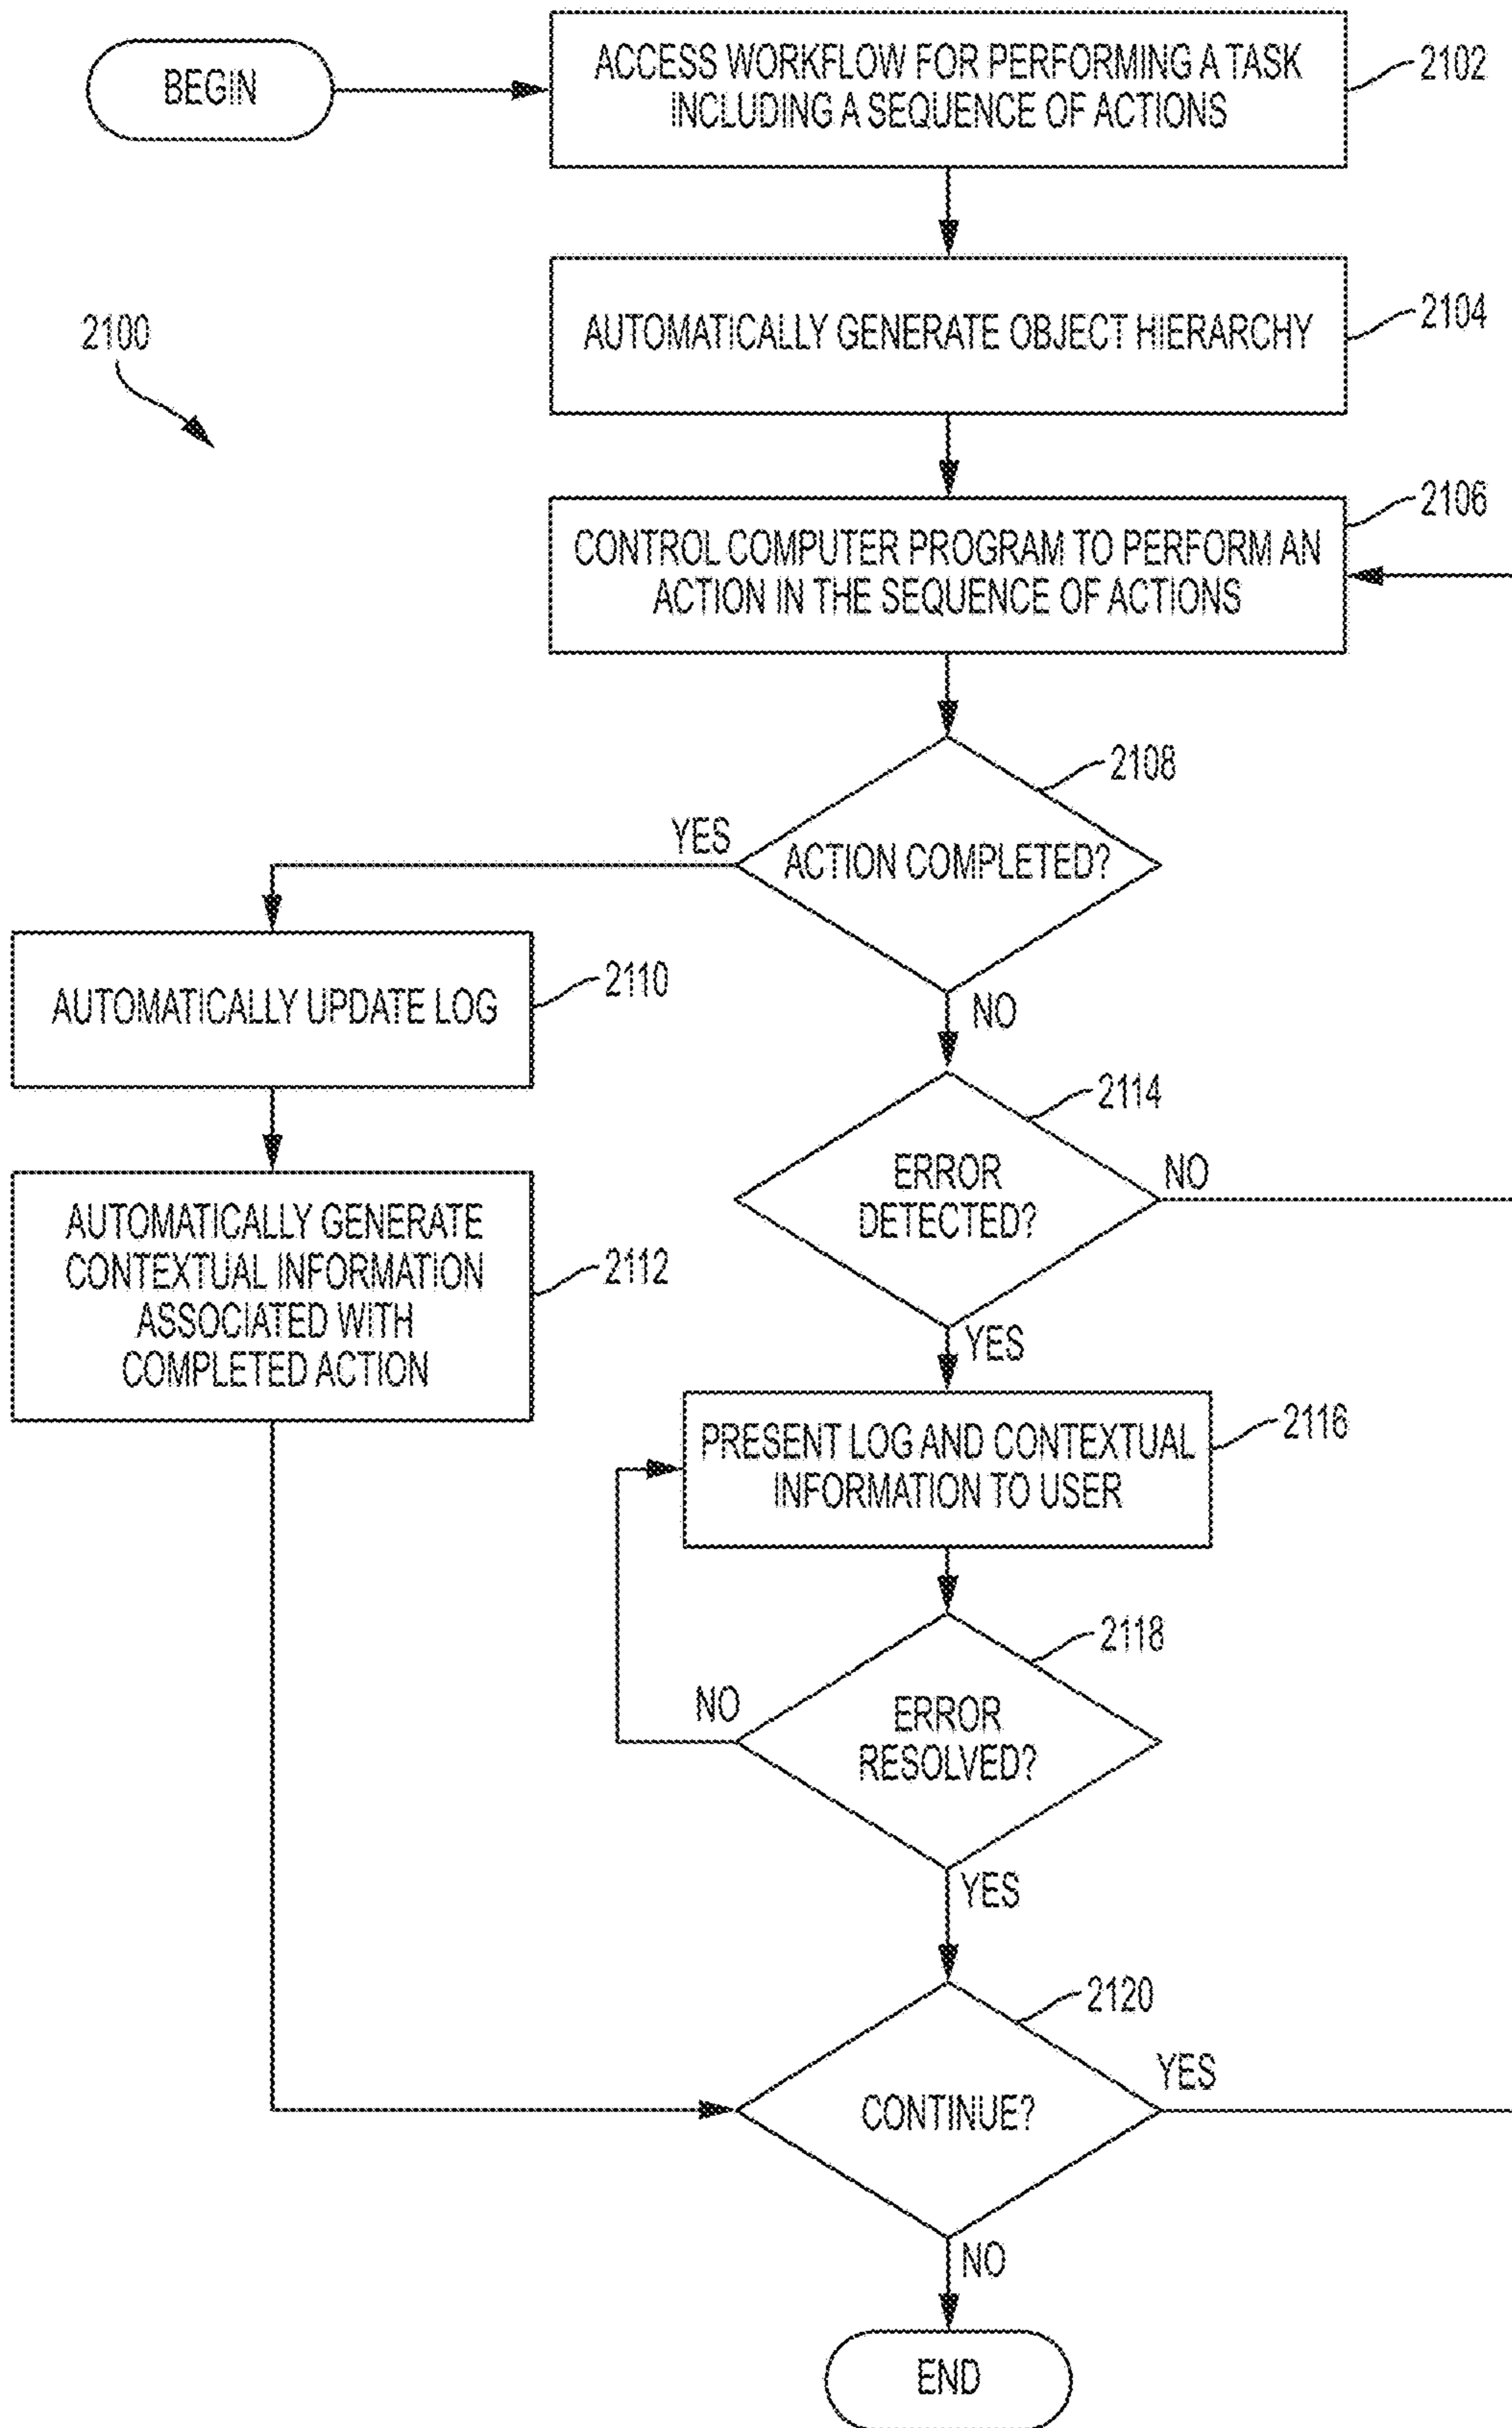 BEGIN
ACCESS WORKFLOW FOR PERFORMING A TASK
INCLUDING A SEQUENCE OF ACTIONS
2102
AUTOMATICALLY GENERATE OBJECT HIERARCHY
2104
2100
CONTROL COMPUTER PROGRAM TO PERFORM AN
ACTION IN THE SEQUENCE OF ACTIONS
2106
ACTION COMPLETED?
2108
YES
NO
AUTOMATICALLY UPDATE LOG
2110
AUTOMATICALLY GENERATE
CONTEXTUAL INFORMATION
ASSOCIATED WITH
COMPLETED ACTION
2112
ERROR
DETECTED?
2114
NO
YES
PRESENT LOG AND CONTEXTUAL
INFORMATION TO USER
2116
ERROR
RESOLVED?
2118
NO
YES
CONTINUE?
2120
YES
NO
END